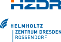 HZDR
HELMHOLTZ
ZENTRUM DRESDEN
ROSSENDORF